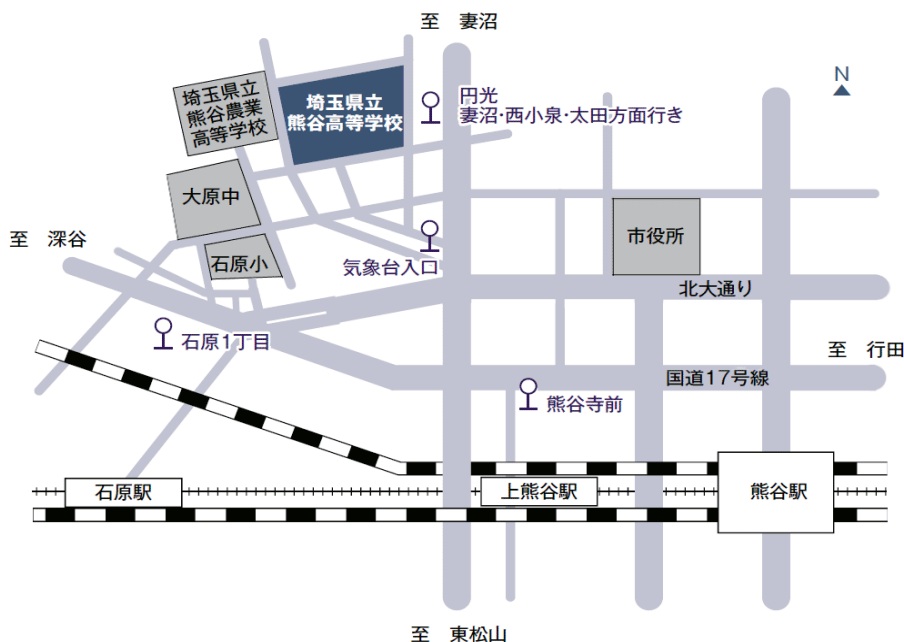 至　妻沼
N
埼玉県立
熊谷農業
高等学校
埼玉県立
熊谷高等学校
円光
妻沼・西小泉・太田方面行き
大原中
至　深谷
石原小
気象台入口
市役所
北大通り
石原1丁目
至　行田
国道17号線
熊谷寺前
石原駅
上熊谷駅
熊谷駅
至　東松山